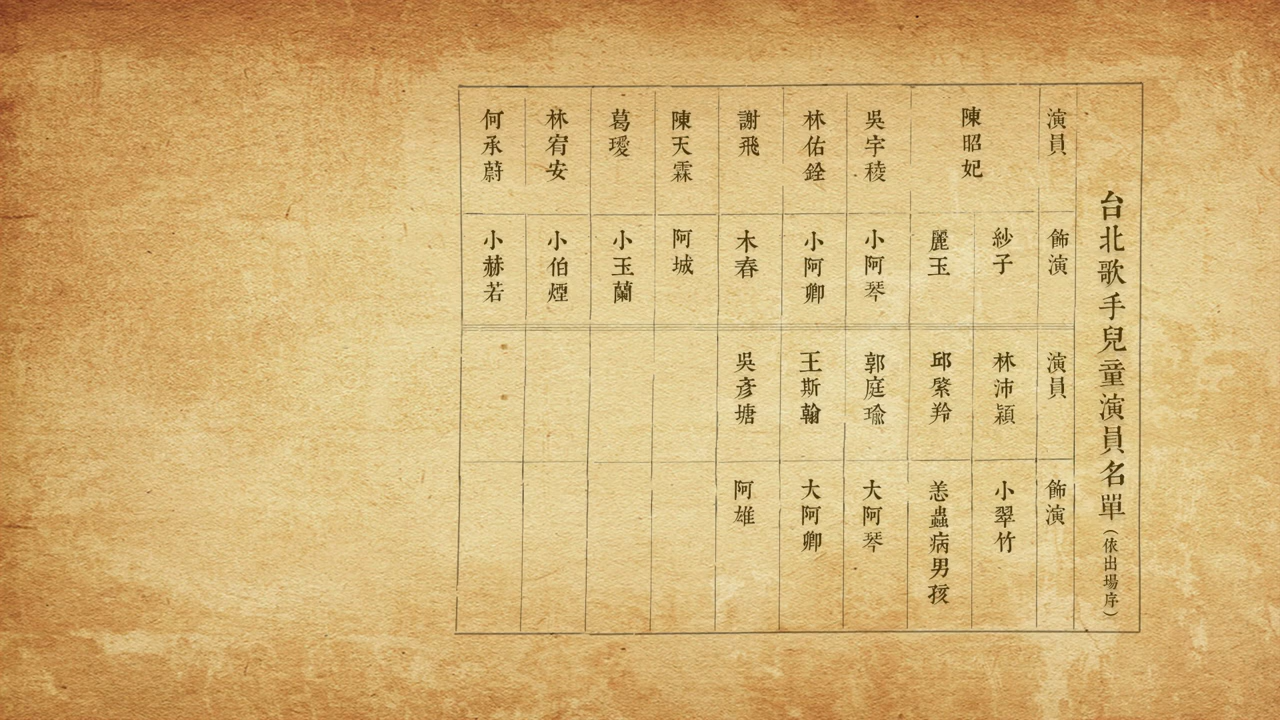 台北歌手兒童演員名單(依出場序)
演員 飾演 演員 飾演
陳昭妃 紗子 林沛穎 小翠竹
麗玉 邱繄羚 恙蟲病男孩
吳宇稜 小阿琴 郭庭瑜 大阿琴
林佑銓 小阿卿 王斯翰 大阿卿
謝飛 木春 吳彥塘 阿雄
陳天霖 阿城
葛璦 小玉蘭
林宥安 小伯煙
何承蔚 小赫若